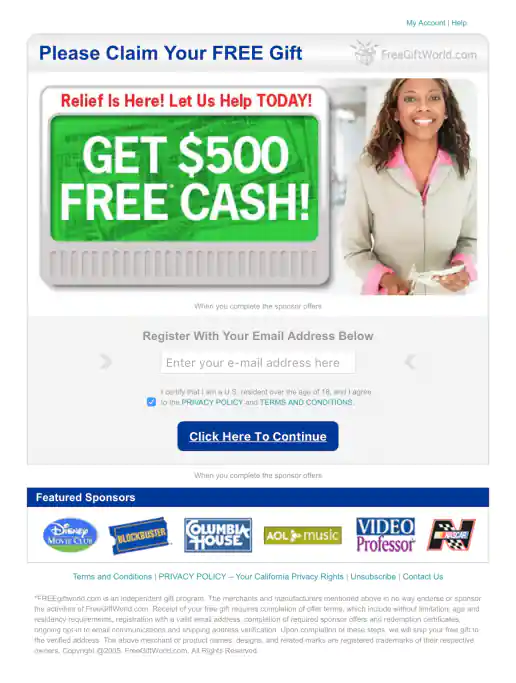 My Account | Help
Please Claim Your FREE Gift
FreeGiftWorld.com
Relief Is Here! Let Us Help TODAY!
GET $500
FREE* CASH!
When you complete the sponsor offers
Register With Your Email Address Below
Enter your e-mail address here
I certify that I am a U.S. resident over the age of 18, and I agree
to the PRIVACY POLICY and TERMS AND CONDITIONS.
Click Here To Continue
When you complete the sponsor offers
Featured Sponsors
Disney MOVIE CLUB
BLOCKBUSTER
COLUMBIA HOUSE
AOL music
VIDEO Professor
NASCAR
Terms and Conditions | PRIVACY POLICY – Your California Privacy Rights | Unsubscribe | Contact Us
*FREEgiftworld.com is an independent gift program. The merchants and manufacturers mentioned above in no way endorse or sponsor
the activities of FreeGiftWorld.com. Receipt of your free gift requires completion of offer terms, which include without limitation: age and
residency requirements, registration with a valid email address, completion of required sponsor offers and redemption certificates,
ongoing opt-in to email communications and shipping address verification. Upon completion of these steps, we will ship your free gift to
the verified address. The above merchant or product names, designs, and related marks are registered trademarks of their respective
owners. Copyright @2005. FreeGiftWorld.com. All Rights Reserved.